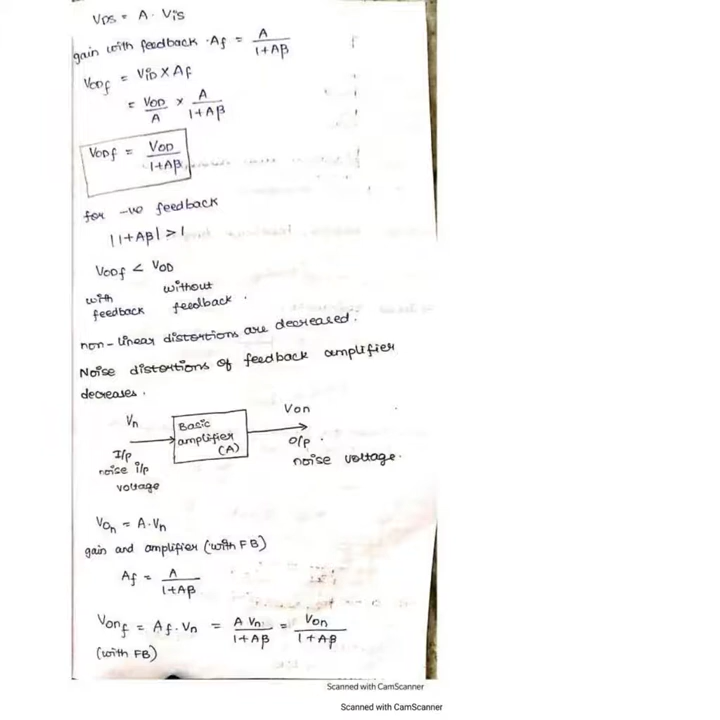 VDS = A · Vis
gain with feedback · Af = A / 1+Aβ
VODf = ViD × Af
= VOD / A × A / 1+Aβ
VODf = VOD / 1+Aβ
for -ve feedback
|1+Aβ| > 1
VODf < VOD
with feedback without feedback .
non-linear distortions are decreased.
Noise distortions of feedback amplifier
decreases .
Vn Basic amplifier (A) Von
I/p noise i/p voltage
o/p · noise voltage.
Von = A·Vn
gain and amplifier (with FB)
Af = A / 1+Aβ
Vonf = Af·Vn = A Vn / 1+Aβ = Von / 1+Aβ
(with FB)
Scanned with CamScanner
Scanned with CamScanner